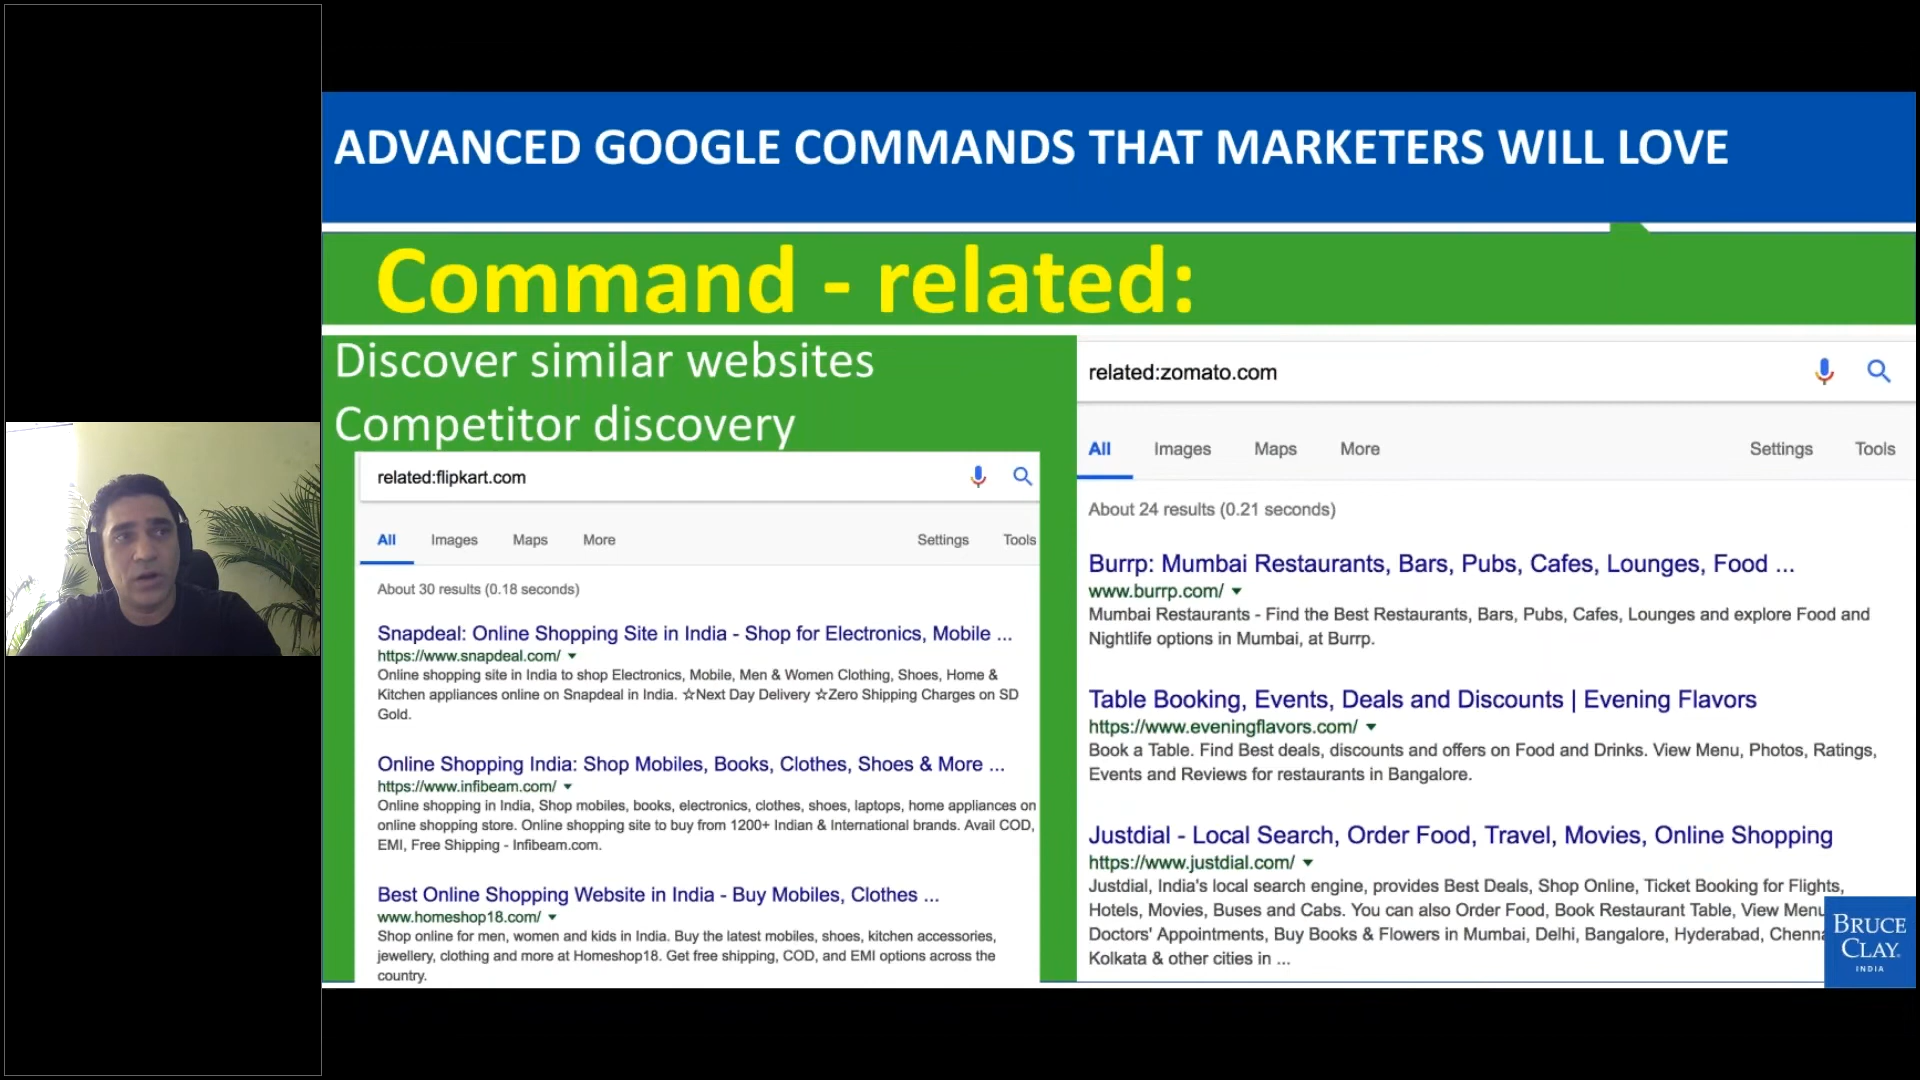 ADVANCED GOOGLE COMMANDS THAT MARKETERS WILL LOVE
Command - related:
Discover similar websites
Competitor discovery
related:flipkart.com
All Images Maps More Settings Tools
About 30 results (0.18 seconds)
Snapdeal: Online Shopping Site in India - Shop for Electronics, Mobile ...
https://www.snapdeal.com/
Online shopping site in India to shop Electronics, Mobile, Men & Women Clothing, Shoes, Home &
Kitchen appliances online on Snapdeal in India. ☆Next Day Delivery ☆Zero Shipping Charges on SD
Gold.
Online Shopping India: Shop Mobiles, Books, Clothes, Shoes & More ...
https://www.infibeam.com/
Online shopping in India, Shop mobiles, books, electronics, clothes, shoes, laptops, home appliances on
online shopping store. Online shopping site to buy from 1200+ Indian & International brands. Avail COD,
EMI, Free Shipping - Infibeam.com.
Best Online Shopping Website in India - Buy Mobiles, Clothes ...
www.homeshop18.com/
Shop online for men, women and kids in India. Buy the latest mobiles, shoes, kitchen accessories,
jewellery, clothing and more at Homeshop18. Get free shipping, COD, and EMI options across the
country.
related:zomato.com
All Images Maps More Settings Tools
About 24 results (0.21 seconds)
Burrp: Mumbai Restaurants, Bars, Pubs, Cafes, Lounges, Food ...
www.burrp.com/
Mumbai Restaurants - Find the Best Restaurants, Bars, Pubs, Cafes, Lounges and explore Food and
Nightlife options in Mumbai, at Burrp.
Table Booking, Events, Deals and Discounts | Evening Flavors
https://www.eveningflavors.com/
Book a Table. Find Best deals, discounts and offers on Food and Drinks. View Menu, Photos, Ratings,
Events and Reviews for restaurants in Bangalore.
Justdial - Local Search, Order Food, Travel, Movies, Online Shopping
https://www.justdial.com/
Justdial, India's local search engine, provides Best Deals, Shop Online, Ticket Booking for Flights,
Hotels, Movies, Buses and Cabs. You can also Order Food, Book Restaurant Table, View Menu
Doctors' Appointments, Buy Books & Flowers in Mumbai, Delhi, Bangalore, Hyderabad,
Kolkata & other cities in ...
BRUCE
CLAY
INDIA